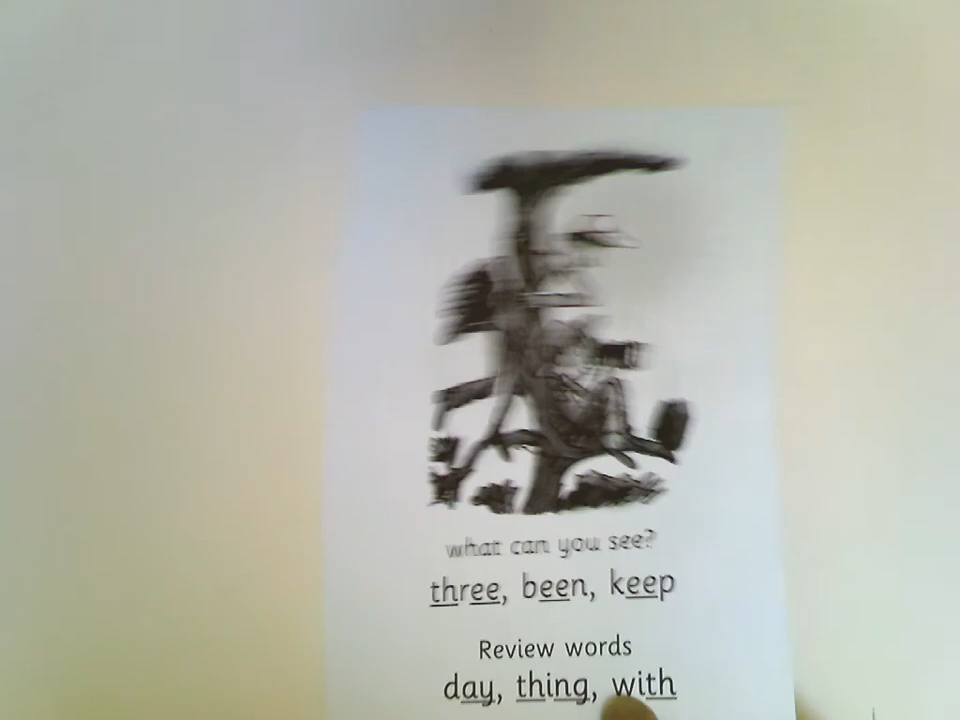 what can you see?
three, been, keep
Review words
day, thing, with